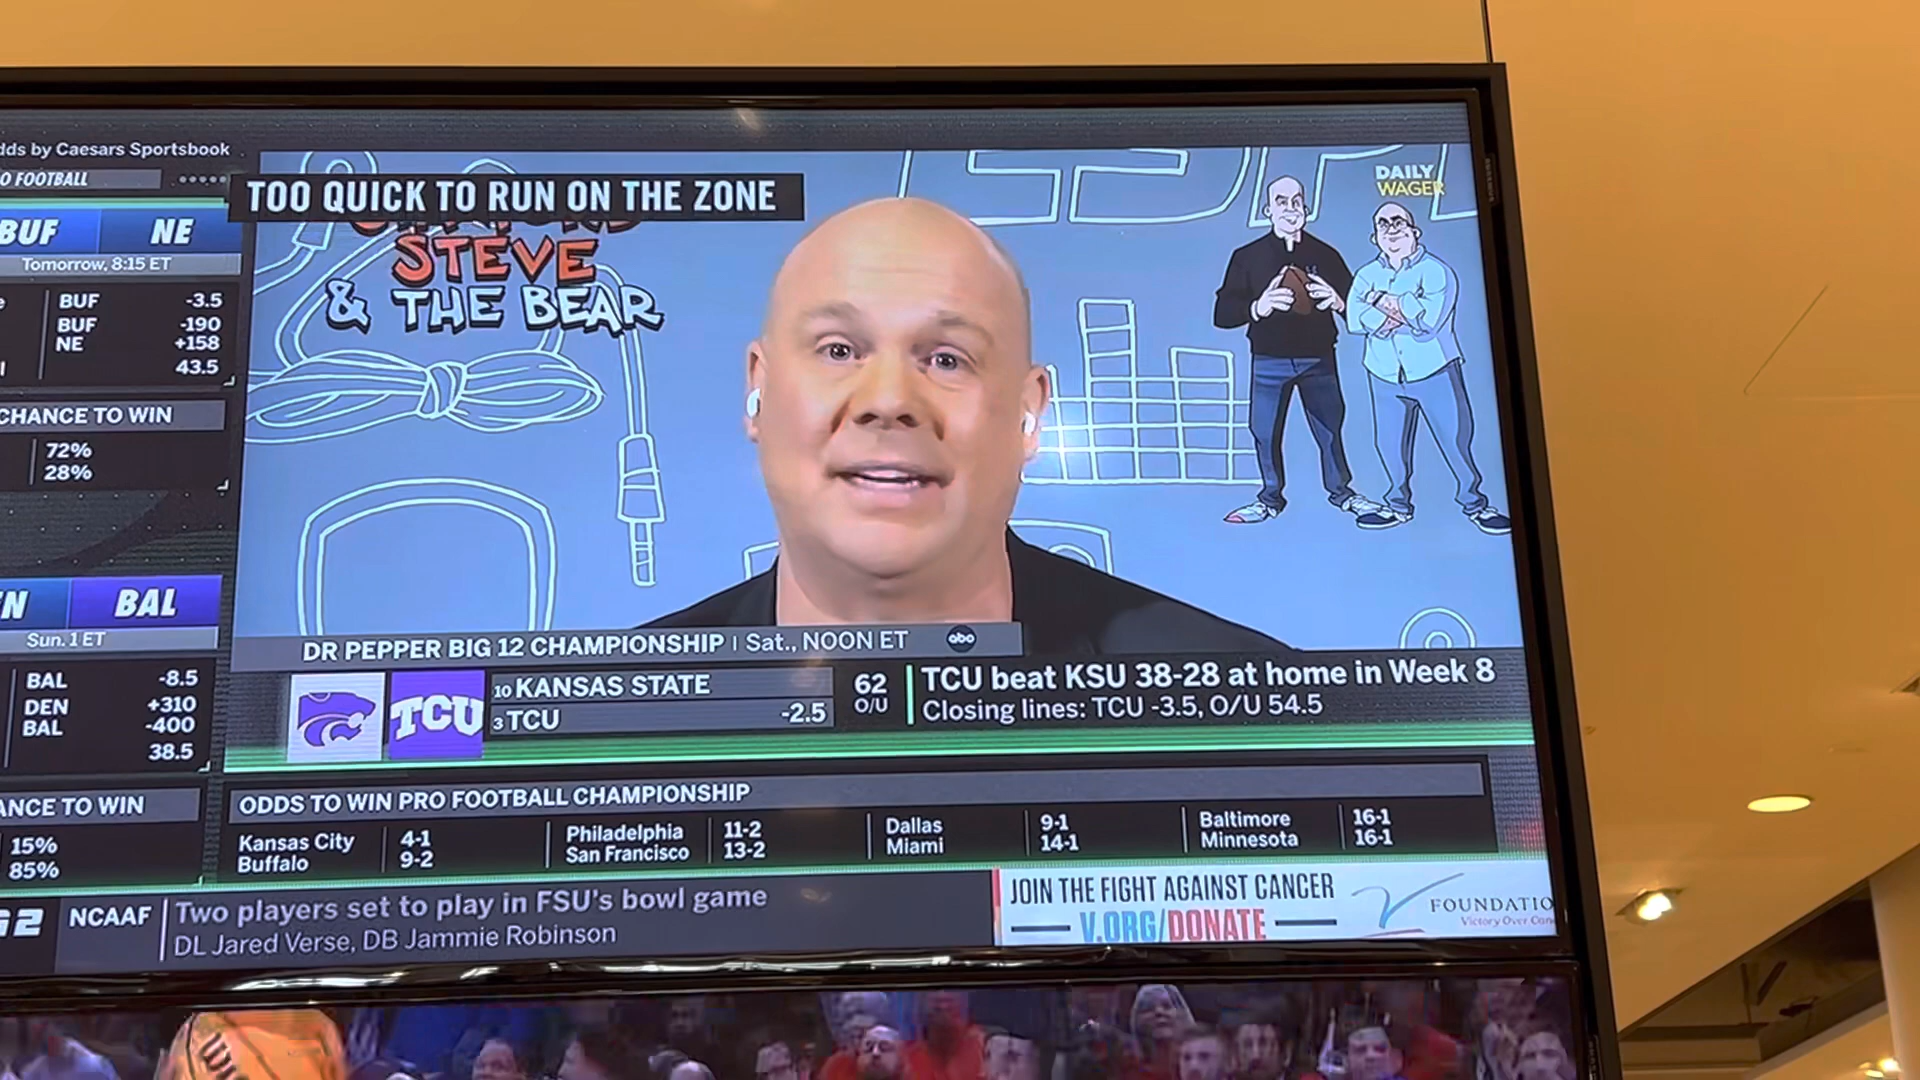 dds by Caesars Sportsbook
O FOOTBALL
BUF NE
Tomorrow, 8:15 ET
BUF -3.5
BUF -190
NE +158
43.5
CHANCE TO WIN
72%
28%
BAL
Sun. 1 ET
BAL -8.5
DEN +310
BAL -400
38.5
ANCE TO WIN
15%
85%
TOO QUICK TO RUN ON THE ZONE
STEVE
& THE BEAR
DAILY
WAGER
DR PEPPER BIG 12 CHAMPIONSHIP | Sat., NOON ET abc
TCU
10 KANSAS STATE
3 TCU -2.5
62
O/U
TCU beat KSU 38-28 at home in Week 8
Closing lines: TCU -3.5, O/U 54.5
ODDS TO WIN PRO FOOTBALL CHAMPIONSHIP
Kansas City 4-1 Philadelphia 11-2 Dallas 9-1 Baltimore 16-1
Buffalo 9-2 San Francisco 13-2 Miami 14-1 Minnesota 16-1
NCAAF
Two players set to play in FSU's bowl game
DL Jared Verse, DB Jammie Robinson
JOIN THE FIGHT AGAINST CANCER
V.ORG/DONATE
V FOUNDATIO
Victory Over Can